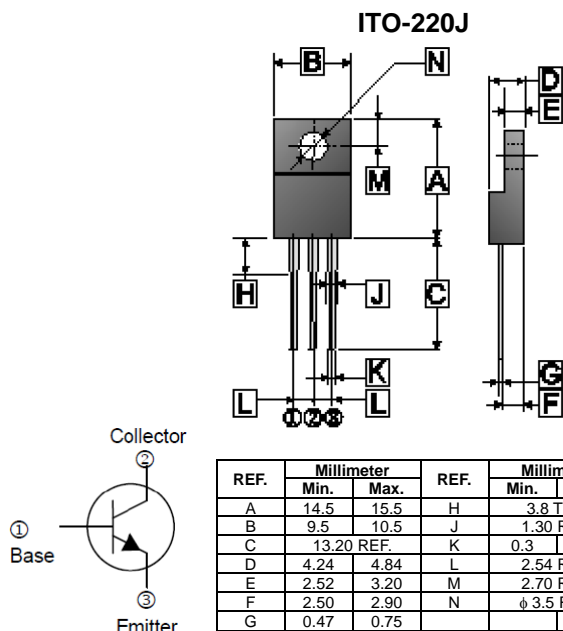 ITO-220J
B
N
D
E
M
A
H
J
C
K
G
L ① ② ③ L
F
Collector
②
①
Base
③
Emitter
REF. Millimeter REF.
Min. Max. Min.
A 14.5 15.5 H 3.8
B 9.5 10.5 J 1.30
C 13.20 REF. K 0.3
D 4.24 4.84 L 2.54
E 2.52 3.20 M 2.70
F 2.50 2.90 N ϕ 3.5
G 0.47 0.75